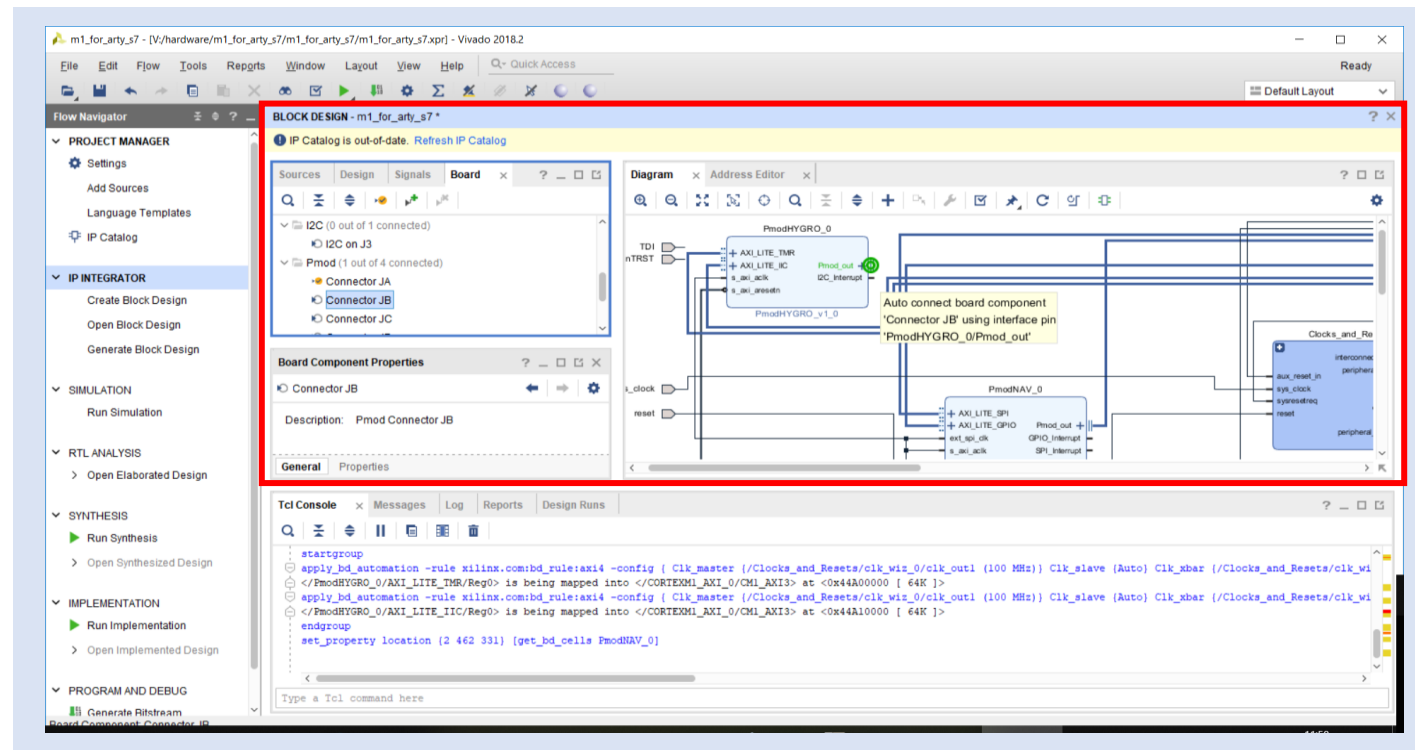 m1_for_arty_s7 - [V:/hardware/m1_for_arty_s7/m1_for_arty_s7/m1_for_arty_s7.xpr] - Vivado 2018.2
File Edit Flow Tools Reports Window Layout View Help Quick Access
Ready
Default Layout
Flow Navigator
PROJECT MANAGER
Settings
Add Sources
Language Templates
IP Catalog
IP INTEGRATOR
Create Block Design
Open Block Design
Generate Block Design
SIMULATION
Run Simulation
RTL ANALYSIS
Open Elaborated Design
SYNTHESIS
Run Synthesis
Open Synthesized Design
IMPLEMENTATION
Run Implementation
Open Implemented Design
PROGRAM AND DEBUG
Generate Bitstream
Board Component: Connector JB
BLOCK DESIGN - m1_for_arty_s7 *
IP Catalog is out-of-date. Refresh IP Catalog
Sources Design Signals Board
I2C (0 out of 1 connected)
I2C on J3
Pmod (1 out of 4 connected)
Connector JA
Connector JB
Connector JC
Board Component Properties
Connector JB
Description: Pmod Connector JB
General Properties
Diagram Address Editor
PmodHYGRO_0
TDI
nTRST
AXI_LITE_TMR
AXI_LITE_IIC Pmod_out
s_axi_aclk I2C_Interrupt
s_axi_aresetn
PmodHYGRO_v1_0
Auto connect board component
'Connector JB' using interface pin
'PmodHYGRO_0/Pmod_out'
s_clock
reset
PmodNAV_0
AXI_LITE_SPI
AXI_LITE_GPIO Pmod_out
ext_spi_clk GPIO_Interrupt
s_axi_aclk SPI_Interrupt
Clocks_and_Re
interconnec
aux_reset_in periphera
sys_clock
sysresetreq
reset
peripheral_
Tcl Console Messages Log Reports Design Runs
startgroup
apply_bd_automation -rule xilinx.com:bd_rule:axi4 -config { Clk_master {/Clocks_and_Resets/clk_wiz_0/clk_out1 (100 MHz)} Clk_slave {Auto} Clk_xbar {/Clocks_and_Resets/clk_wi
</PmodHYGRO_0/AXI_LITE_TMR/Reg0> is being mapped into </CORTEXM1_AXI_0/CM1_AXI3> at <0x44A00000 [ 64K ]>
apply_bd_automation -rule xilinx.com:bd_rule:axi4 -config { Clk_master {/Clocks_and_Resets/clk_wiz_0/clk_out1 (100 MHz)} Clk_slave {Auto} Clk_xbar {/Clocks_and_Resets/clk_wi
</PmodHYGRO_0/AXI_LITE_IIC/Reg0> is being mapped into </CORTEXM1_AXI_0/CM1_AXI3> at <0x44A10000 [ 64K ]>
endgroup
set_property location {2 462 331} [get_bd_cells PmodNAV_0]
Type a Tcl command here